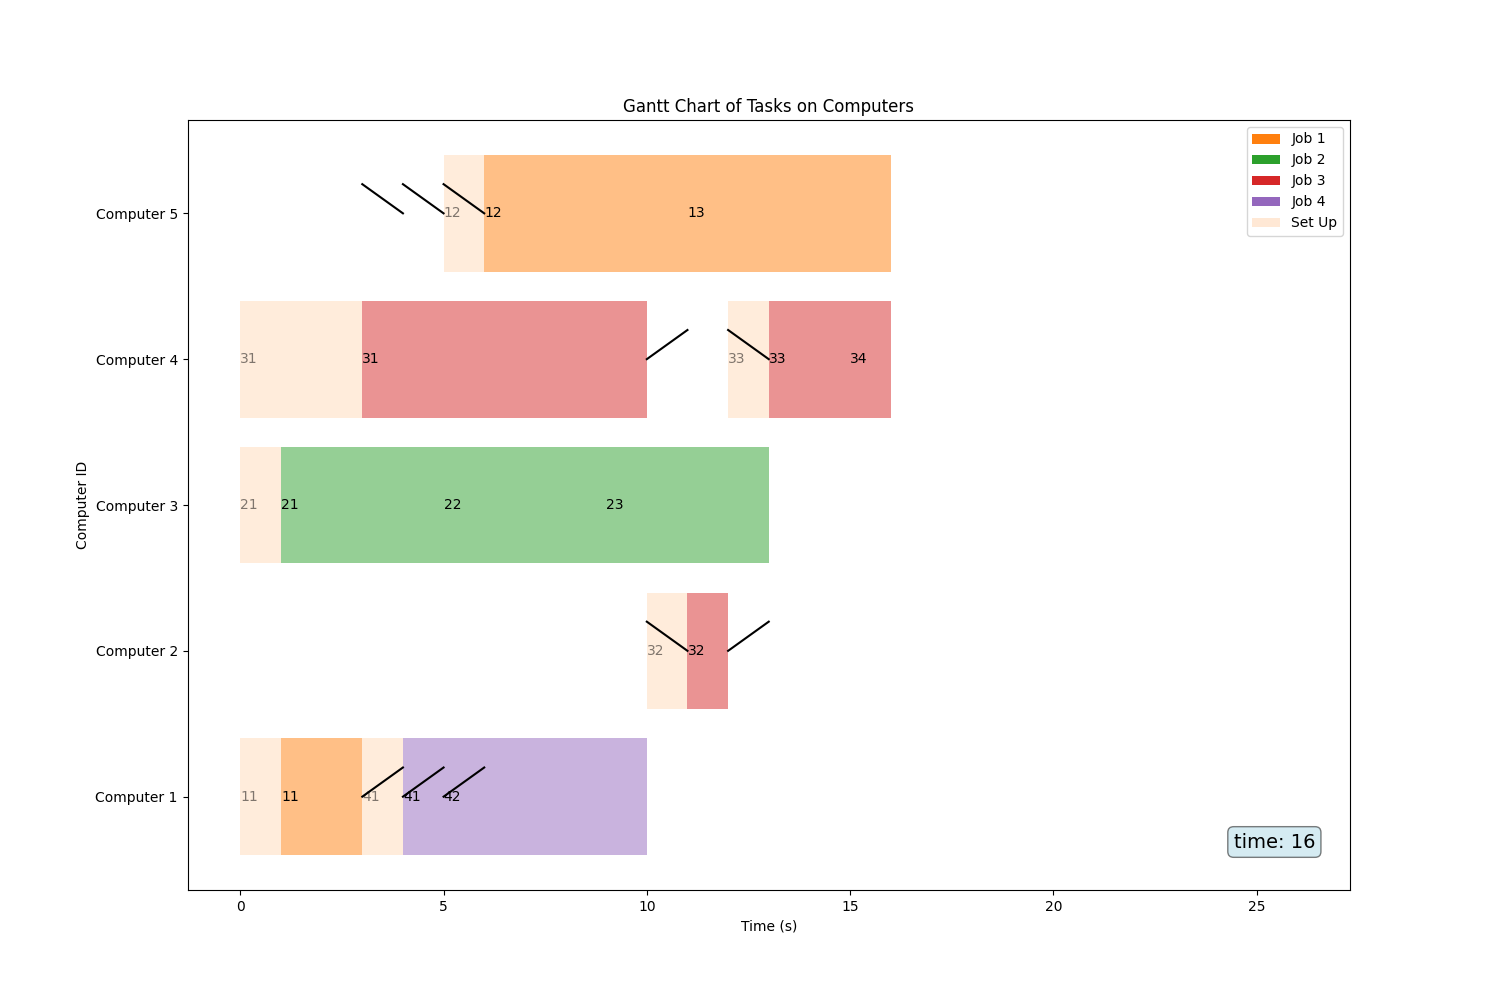 Gantt Chart of Tasks on Computers
Job 1
Job 2
Job 3
Job 4
Set Up
Computer 5
12
12
13
Computer 4
31
31
33
33
34
Computer 3
21
21
22
23
Computer 2
32
32
Computer 1
11
11
41
41
42
time: 16
Computer ID
0
5
10
15
20
25
Time (s)